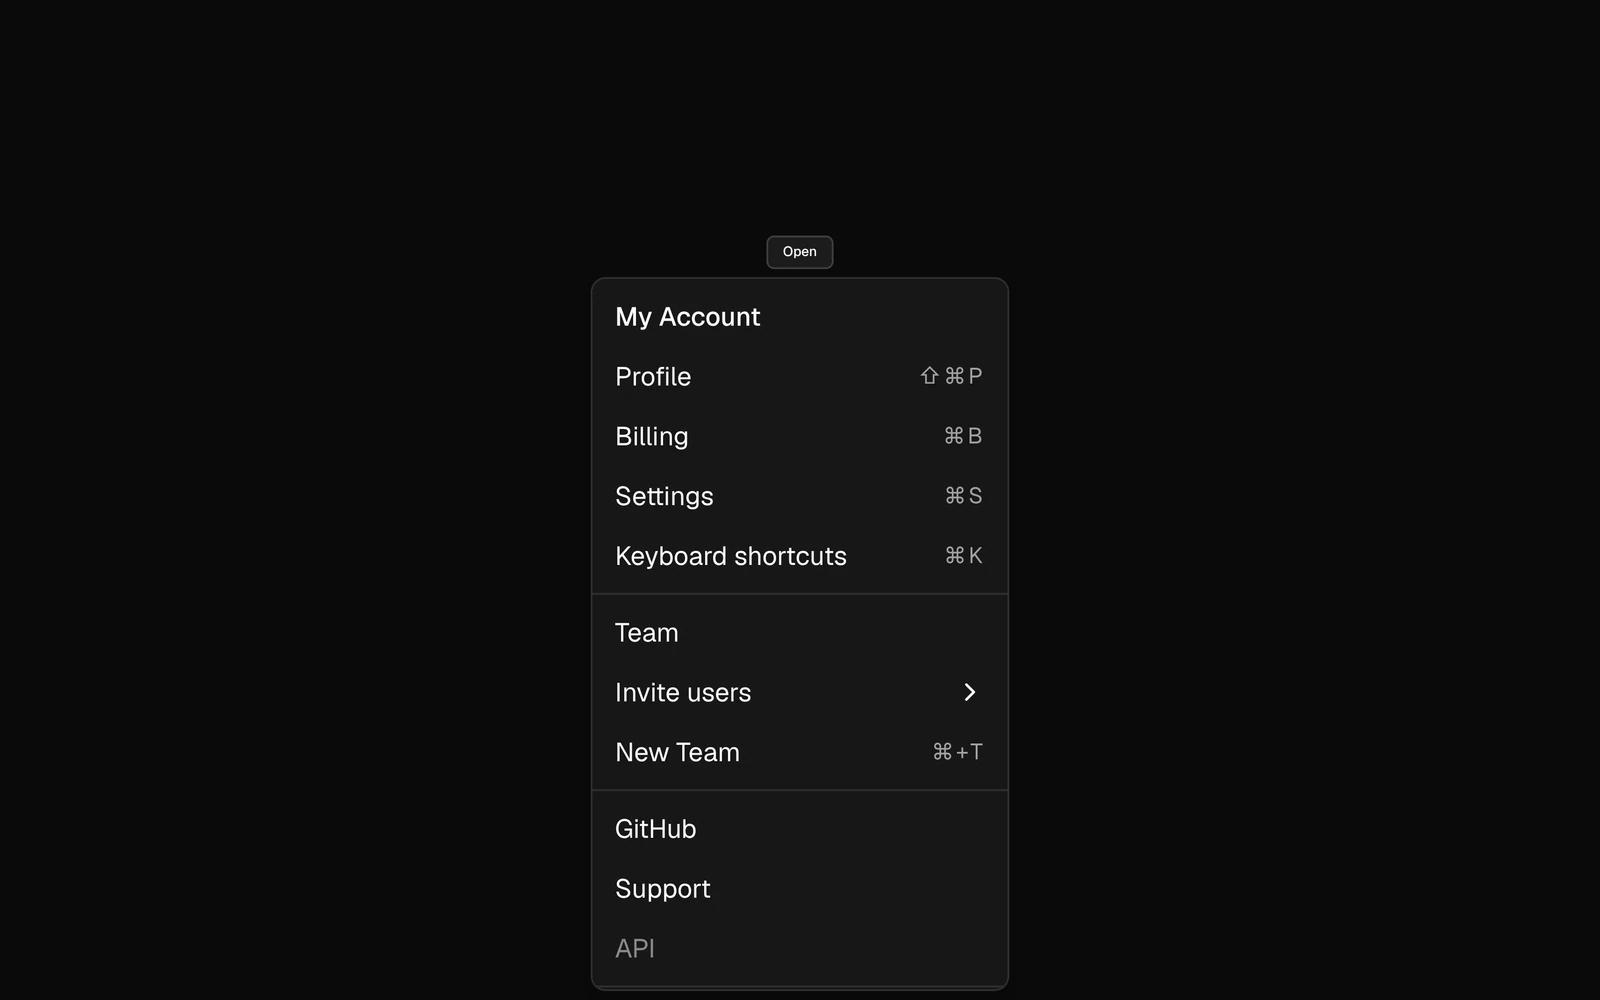 Open
My Account
Profile ⇧⌘P
Billing ⌘B
Settings ⌘S
Keyboard shortcuts ⌘K
Team
Invite users
New Team ⌘+T
GitHub
Support
API